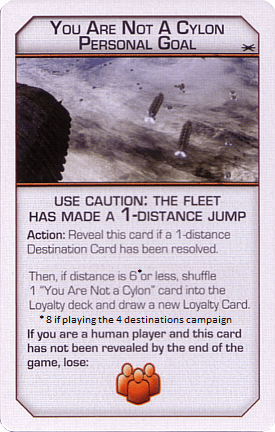 You Are Not A Cylon
Personal Goal
USE CAUTION: THE FLEET
HAS MADE A 1-DISTANCE JUMP
Action: Reveal this card if a 1-distance
Destination Card has been resolved.
Then, if distance is 6*or less, shuffle
1 "You Are Not a Cylon" card into the
Loyalty deck and draw a new Loyalty Card.
*8 if playing the 4 destinations campaign
If you are a human player and this card
has not been revealed by the end of the
game, lose: